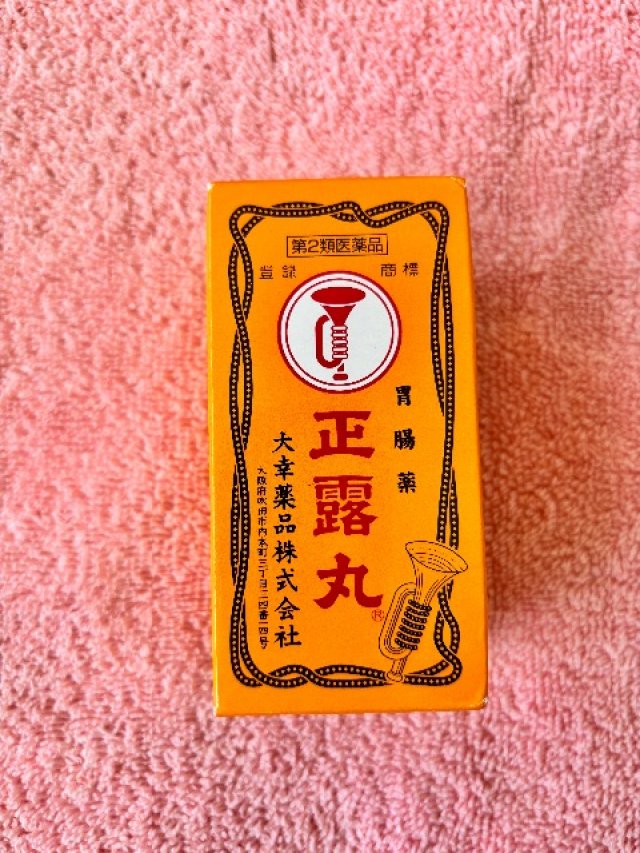 第2類医薬品
登録 商標
胃腸薬
正露丸
®
大幸薬品株式会社
大阪府吹田市内本町三丁目三四番一四号